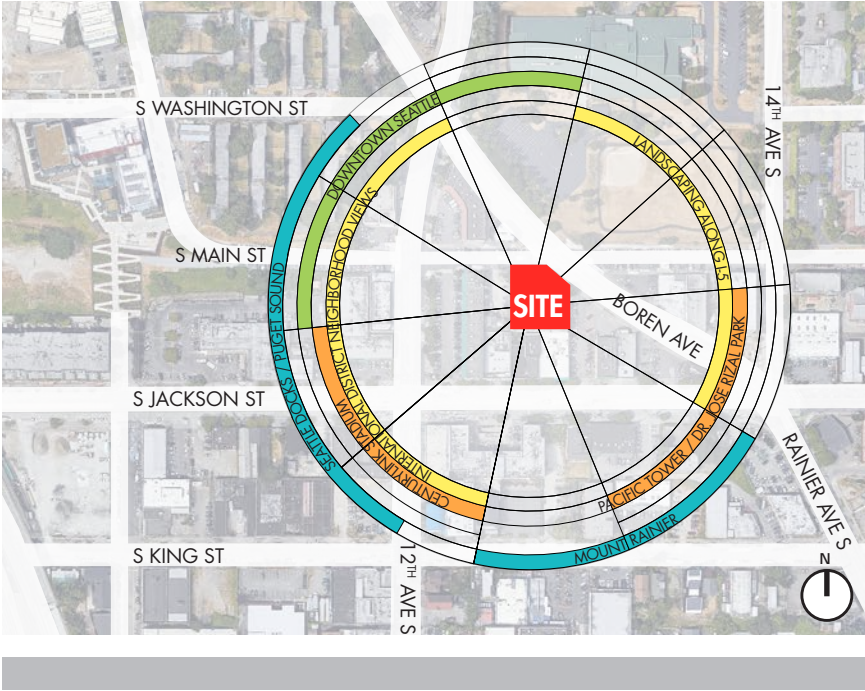 S WASHINGTON ST
14TH AVE S
DOWNTOWN SEATTLE
LANDSCAPING ALONG I-5
INTERNATIONAL DISTRICT NEIGHBORHOOD VIEWS
S MAIN ST
SEATTLE DOCKS / PUGET SOUND
SITE
BOREN AVE
PACIFIC TOWER / DR. JOSE RIZAL PARK
S JACKSON ST
CENTURYLINK STADIUM
RAINIER AVE S
MOUNT RAINIER
S KING ST
12TH AVE S
N